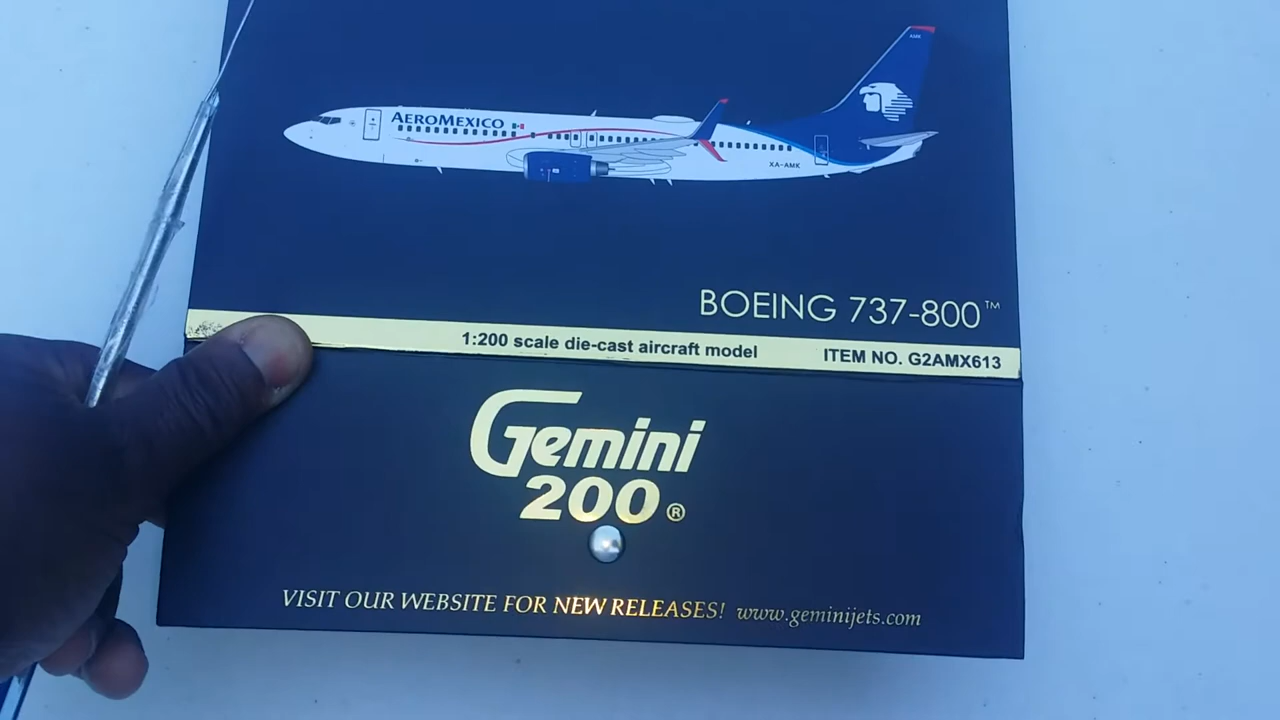 AMK
AEROMEXICO
XA-AMK
BOEING 737-800™
1:200 scale die-cast aircraft model ITEM NO. G2AMX613
Gemini
200®
VISIT OUR WEBSITE FOR NEW RELEASES! www.geminijets.com